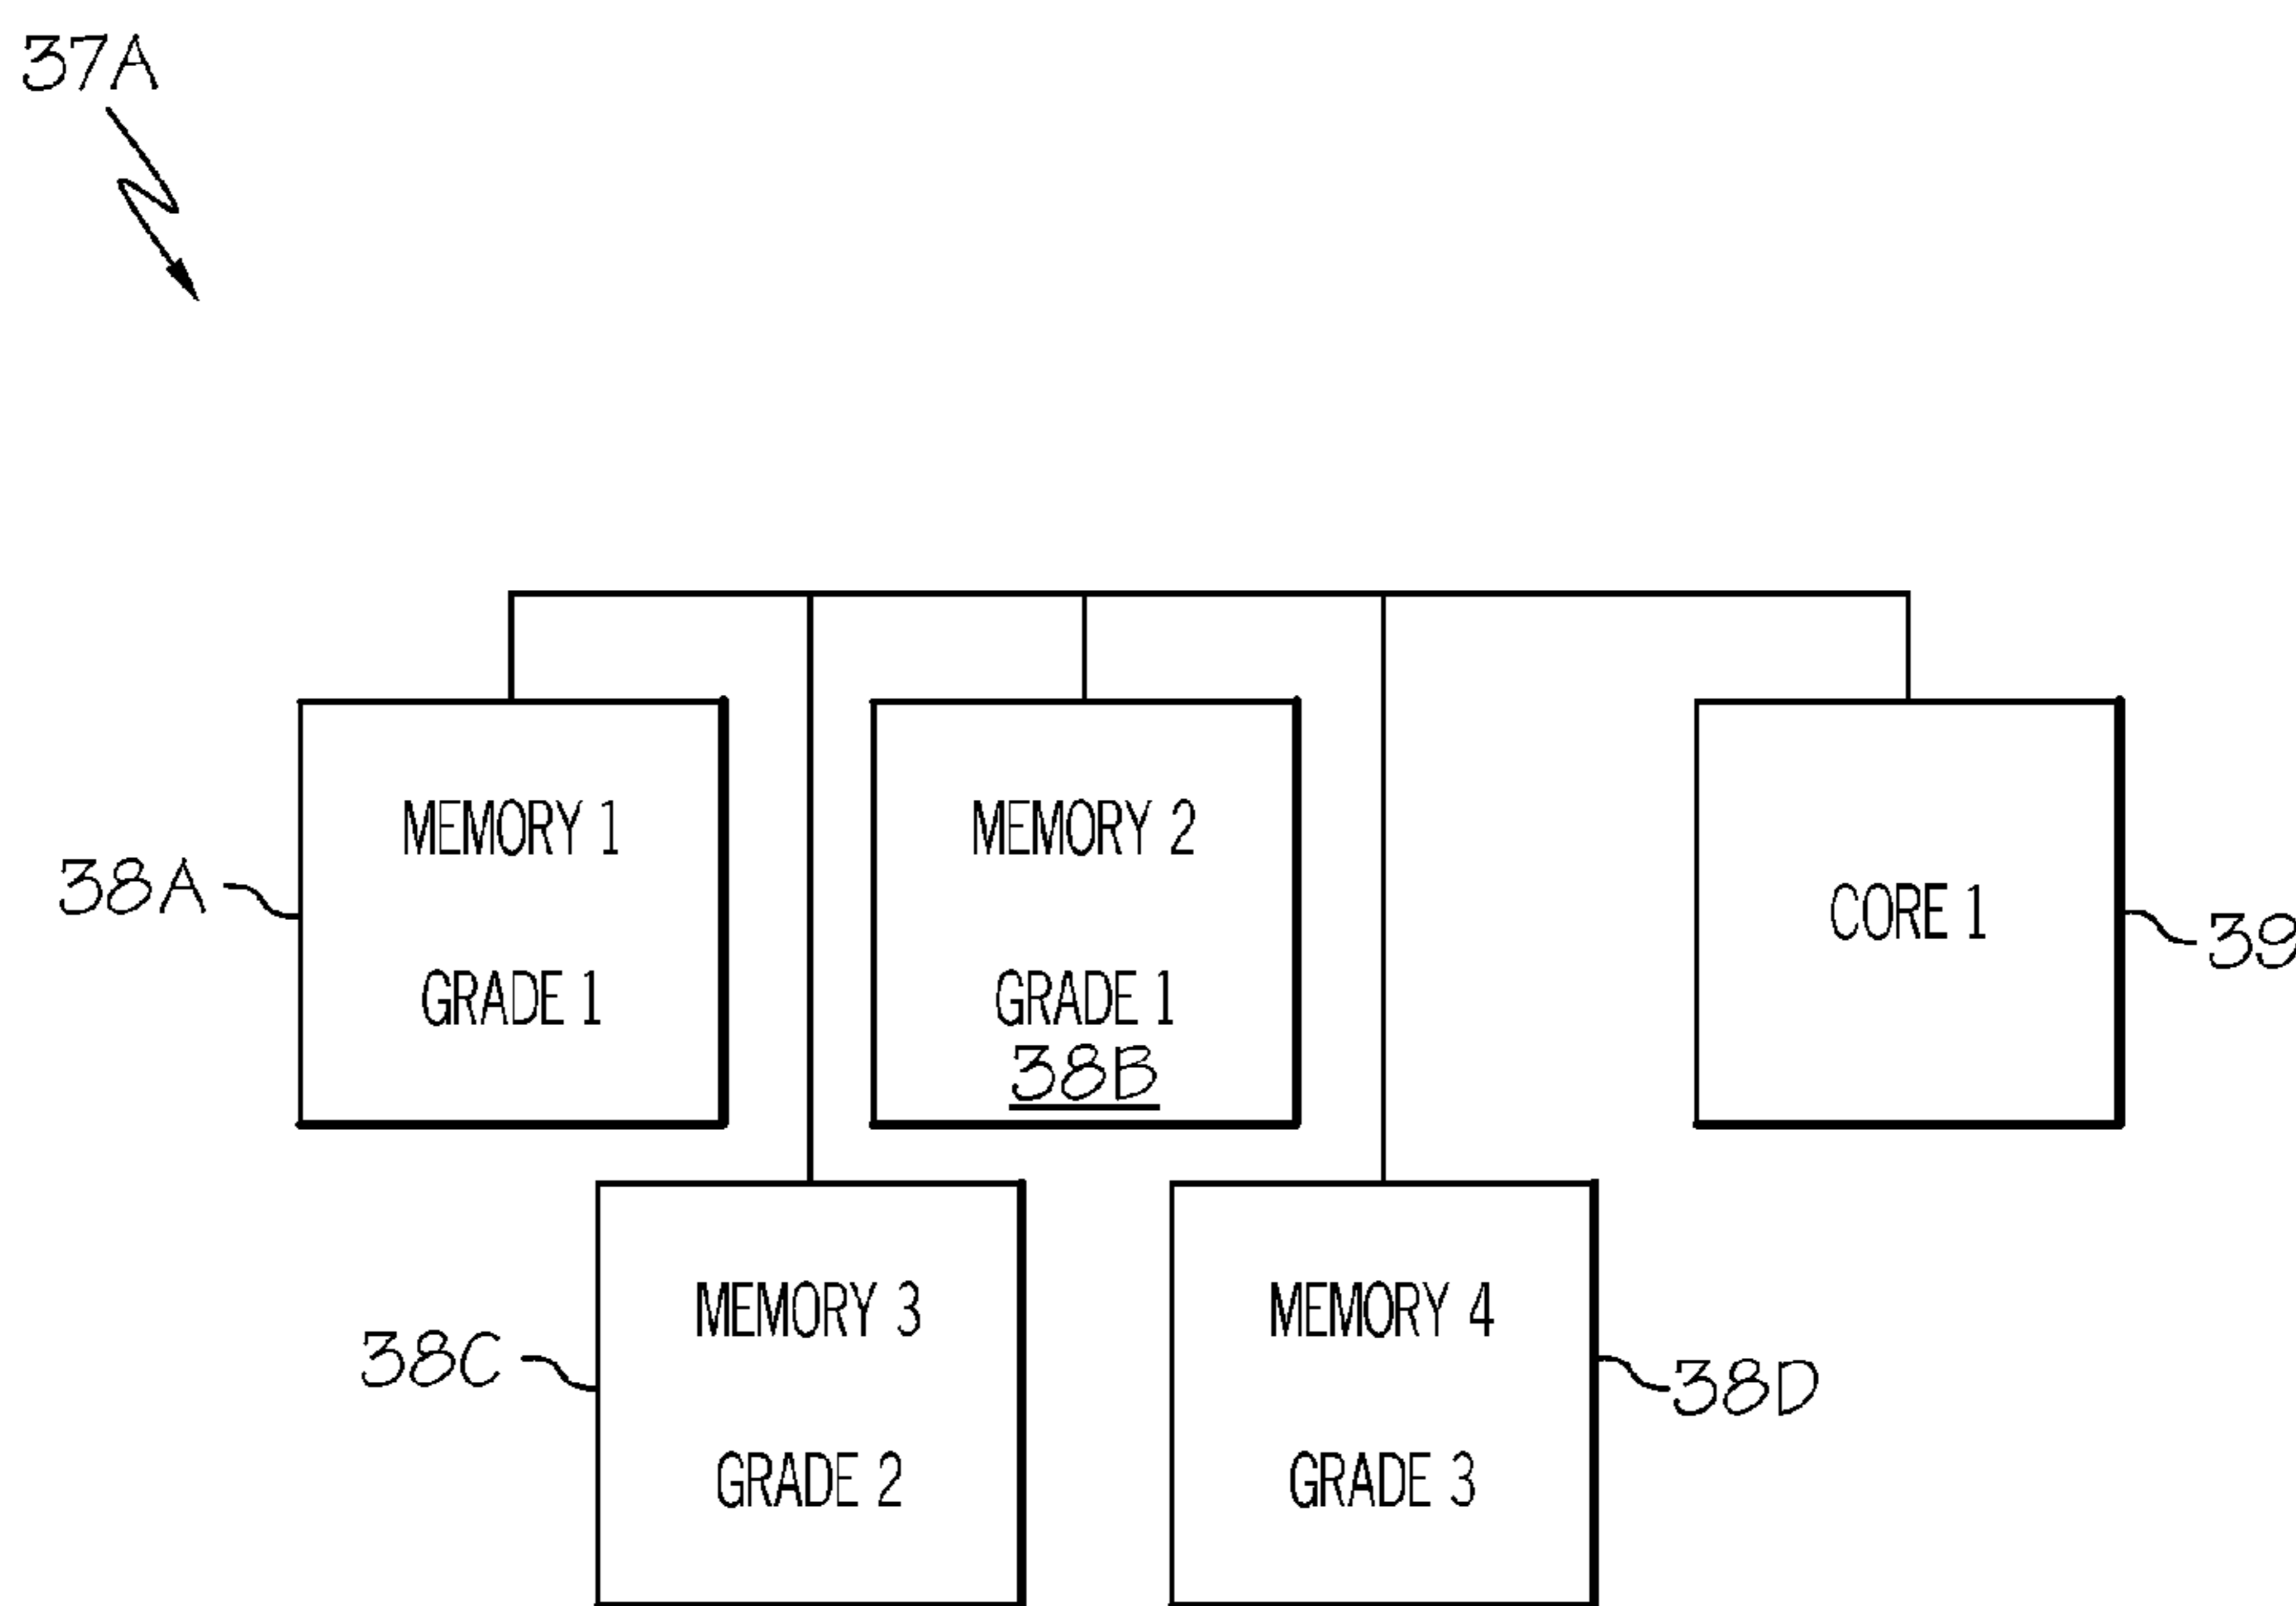 37A
MEMORY 1
GRADE 1
38A
MEMORY 2
GRADE 1
38B
CORE 1
39
MEMORY 3
GRADE 2
38C
MEMORY 4
GRADE 3
38D